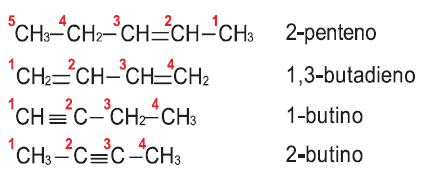 ⁵CH₃–⁴CH₂–³CH=²CH–¹CH₃ 2-penteno
¹CH₂=²CH–³CH=⁴CH₂ 1,3-butadieno
¹CH≡²C–³CH₂–⁴CH₃ 1-butino
¹CH₃–²C≡³C–⁴CH₃ 2-butino